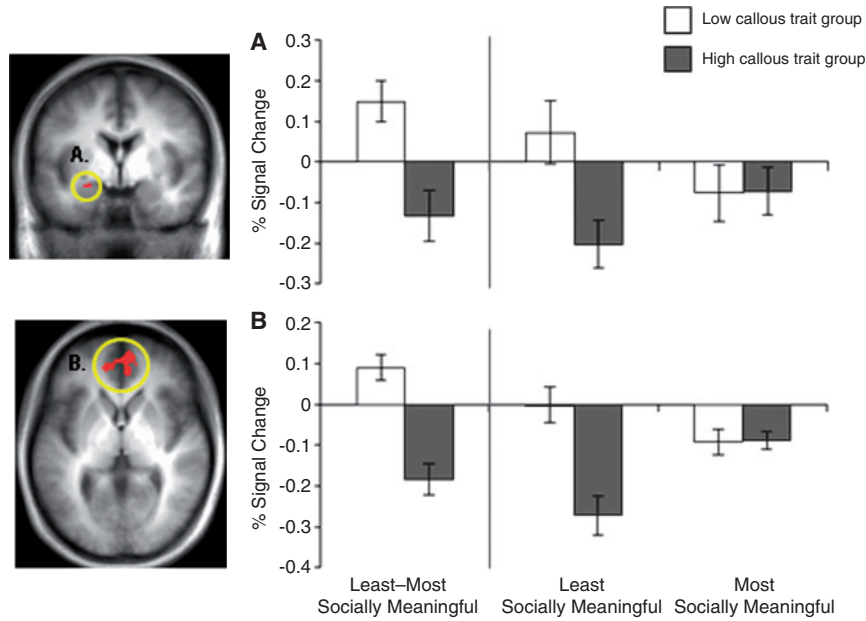 Low callous trait group
High callous trait group
A
0.3
0.2
0.1
0
-0.1
-0.2
-0.3
% Signal Change
A.
B
0.2
0.1
0
-0.1
-0.2
-0.3
-0.4
% Signal Change
B.
Least–Most
Socially Meaningful
Least
Socially Meaningful
Most
Socially Meaningful